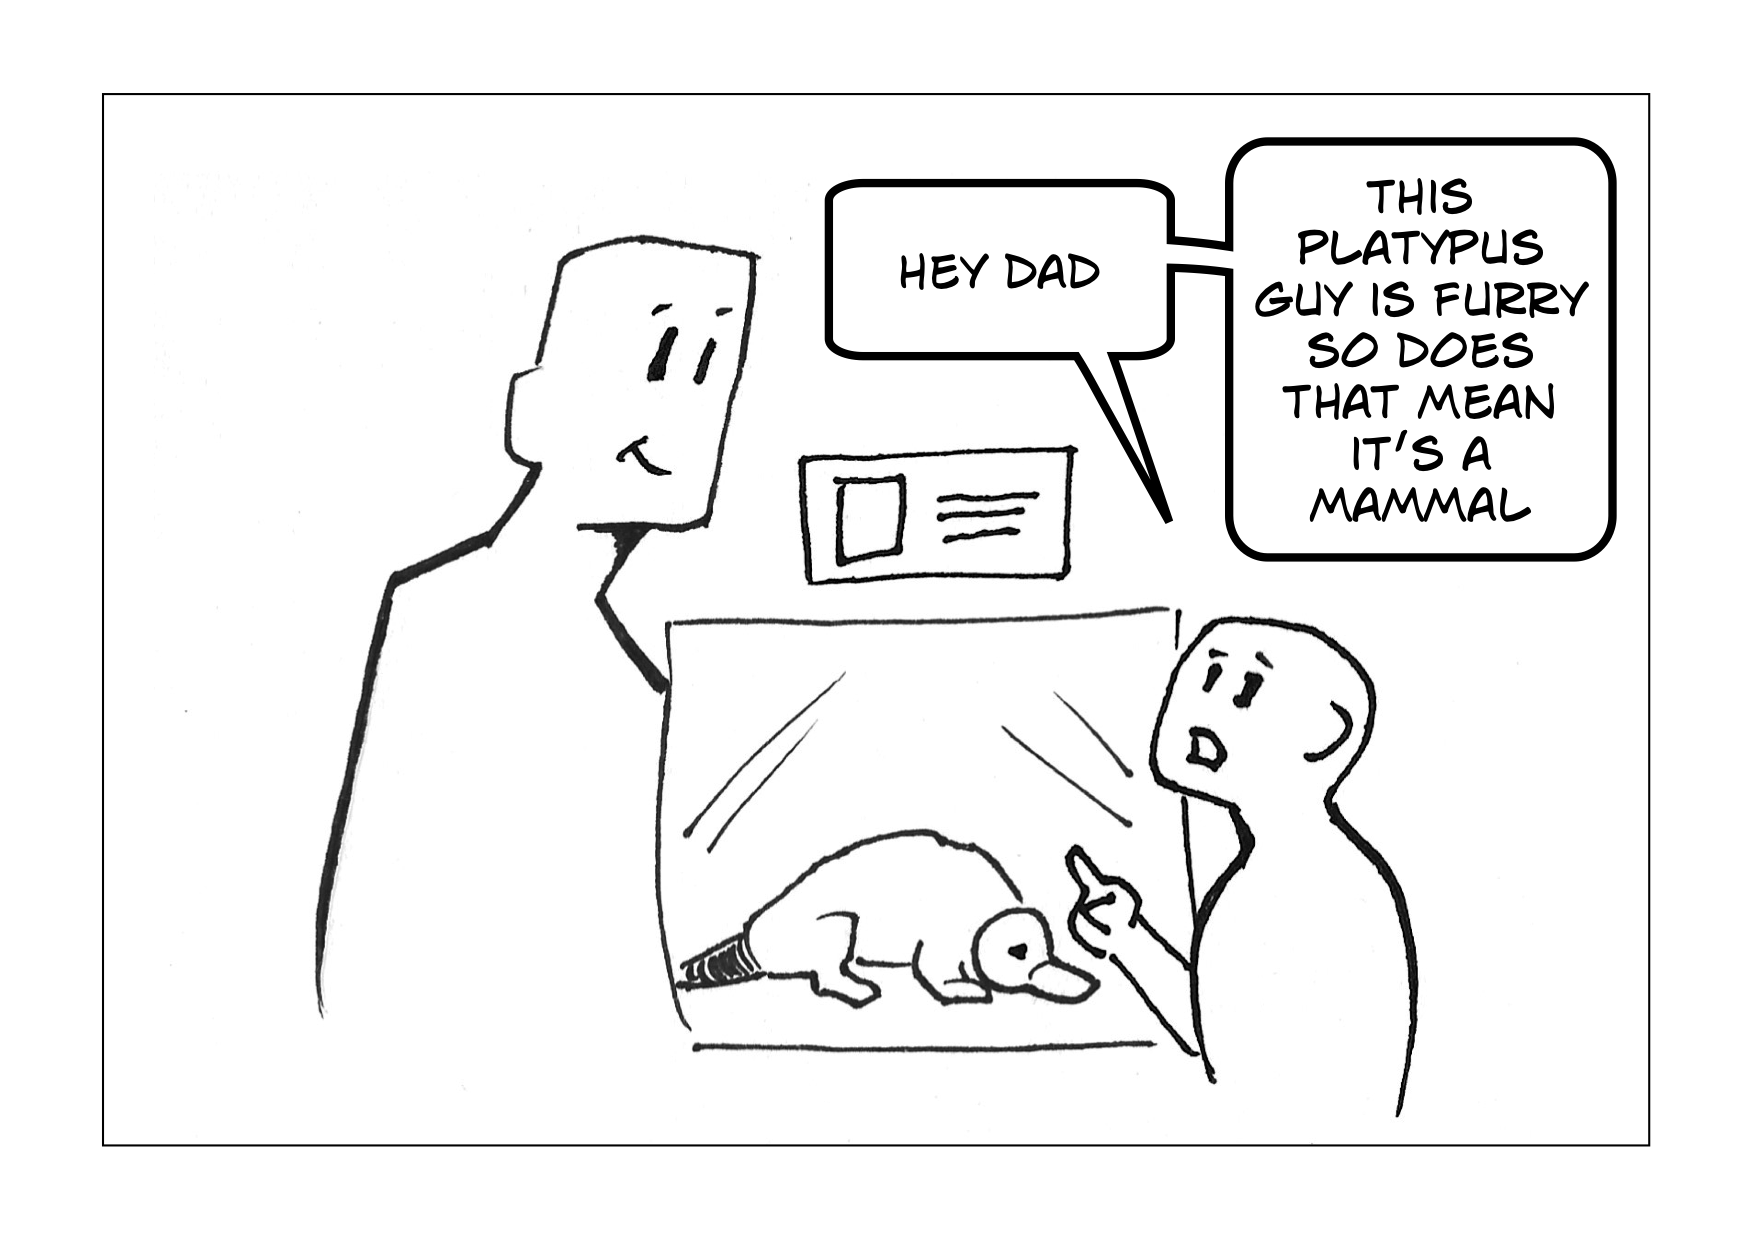 HEY DAD
THIS
PLATYPUS
GUY IS FURRY
SO DOES
THAT MEAN
IT'S A
MAMMAL